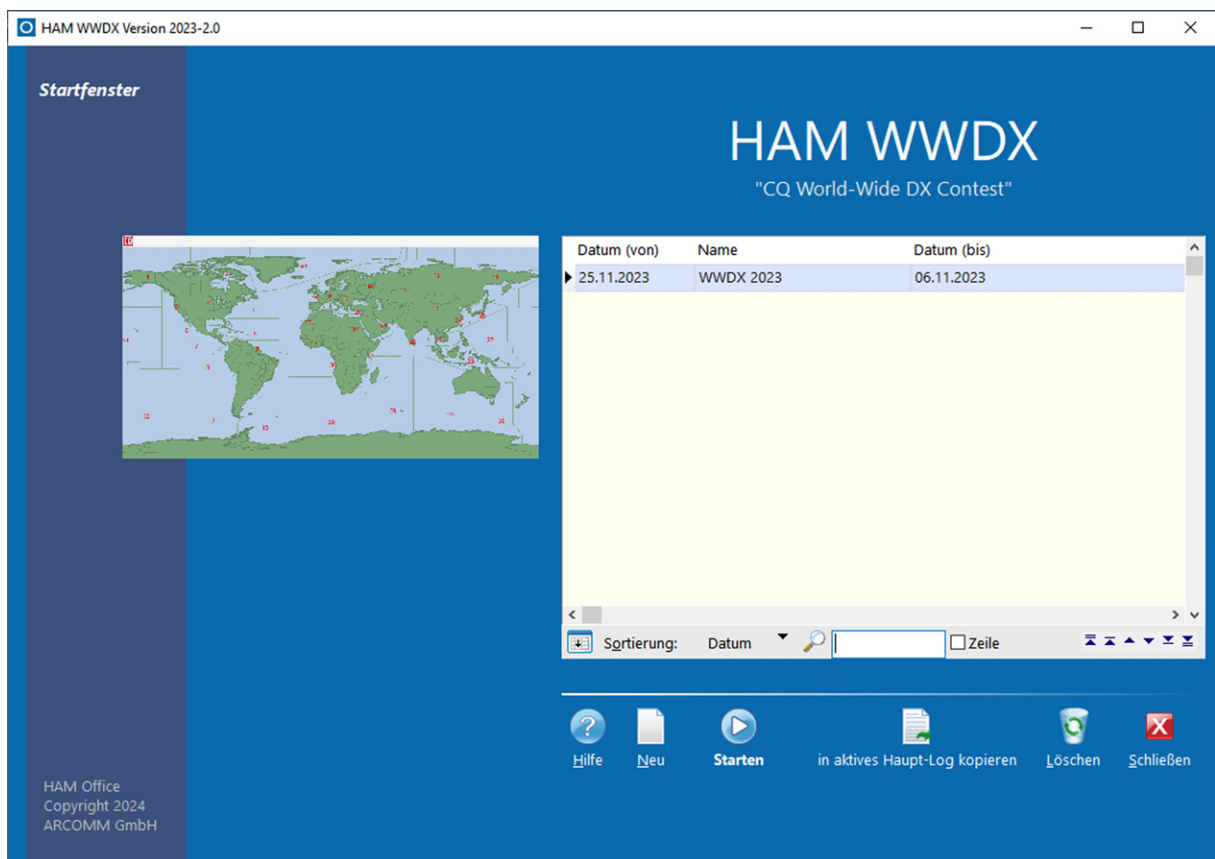 HAM WWDX Version 2023-2.0
Startfenster
HAM WWDX
"CQ World-Wide DX Contest"
Datum (von) Name Datum (bis)
25.11.2023 WWDX 2023 06.11.2023
Sortierung: Datum Zeile
Hilfe Neu Starten in aktives Haupt-Log kopieren Löschen Schließen
HAM Office
Copyright 2024
ARCOMM GmbH